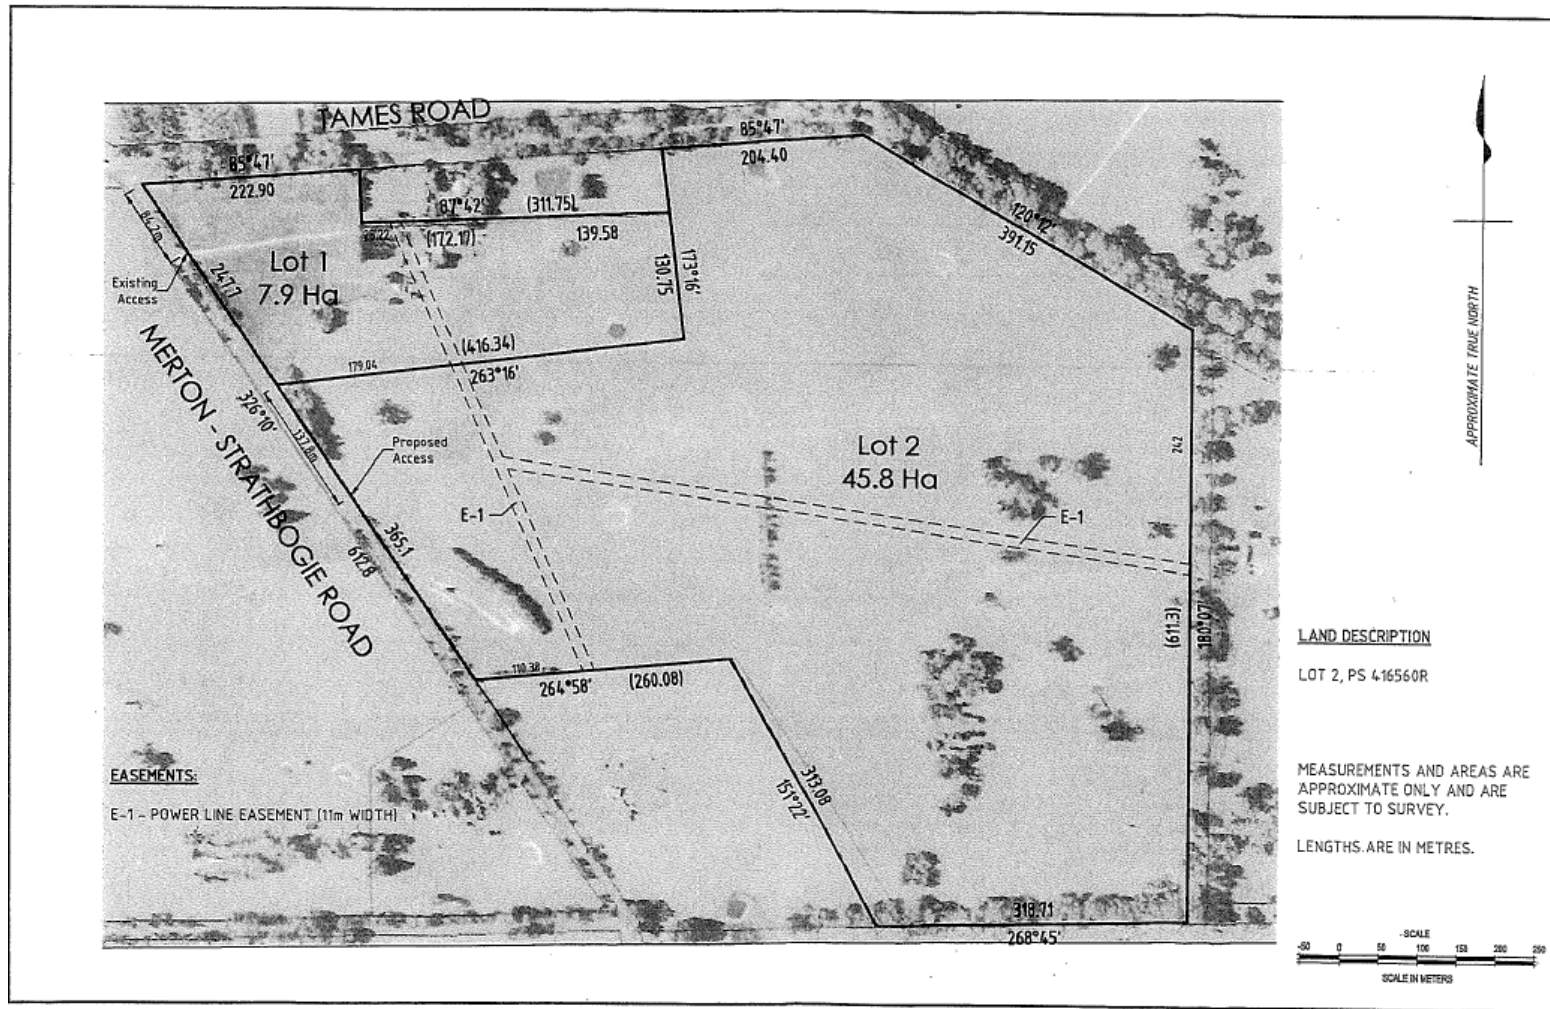 TAMES ROAD
85°47'
222.90
85°47'
204.40
87°42'
(311.75)
(172.17)
139.58
84.2m
Existing
Access
247.7
Lot 1
7.9 Ha
173°16'
130.75
120°12'
391.15
(416.34)
179.04
263°16'
MERTON - STRATHBOGIE ROAD
326°10'
137.8m
Proposed
Access
365.1
612.8
E-1
Lot 2
45.8 Ha
242
E-1
(611.3)
180°07'
110.38
264°58'
(260.08)
313.08
151°22'
318.71
268°45'
EASEMENTS:
E-1 - POWER LINE EASEMENT (11m WIDTH)
APPROXIMATE TRUE NORTH
LAND DESCRIPTION
LOT 2, PS 416560R
MEASUREMENTS AND AREAS ARE
APPROXIMATE ONLY AND ARE
SUBJECT TO SURVEY.
LENGTHS ARE IN METRES.
SCALE
-50 0 50 100 150 200 250
SCALE IN METERS